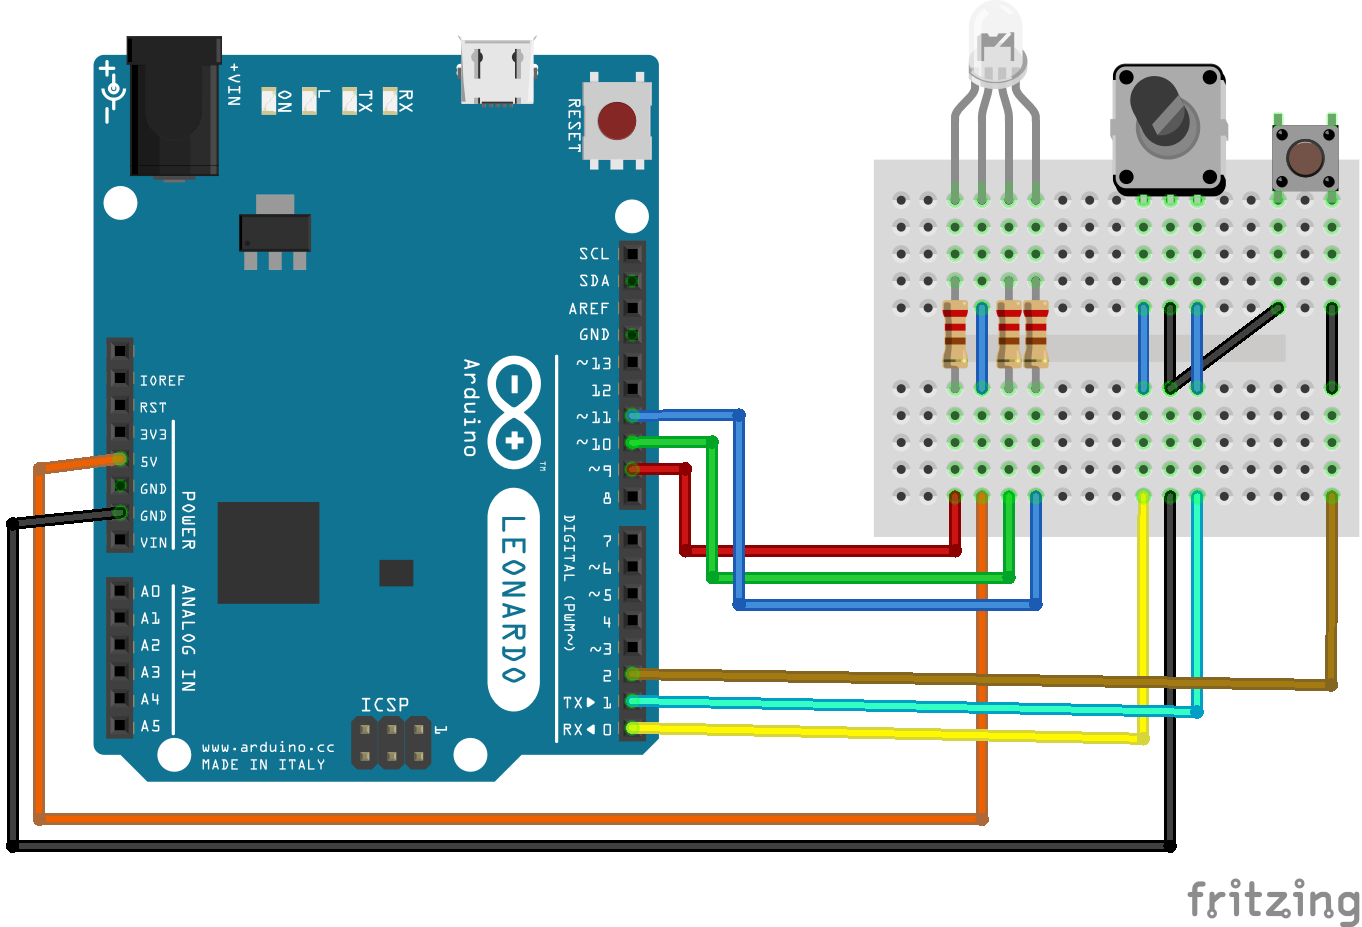 +VIN
ON
L
TX
RX
RESET
SCL
SDA
AREF
GND
~13
12
~11
~10
~9
8
IOREF
RST
3V3
5V
GND
GND
VIN
POWER
Arduino
TM
LEONARDO
DIGITAL (PWM~)
7
~6
~5
4
~3
2
TX▶ 1
RX◀ 0
A0
A1
A2
A3
A4
A5
ANALOG IN
ICSP
1
www.arduino.cc
MADE IN ITALY
fritzing